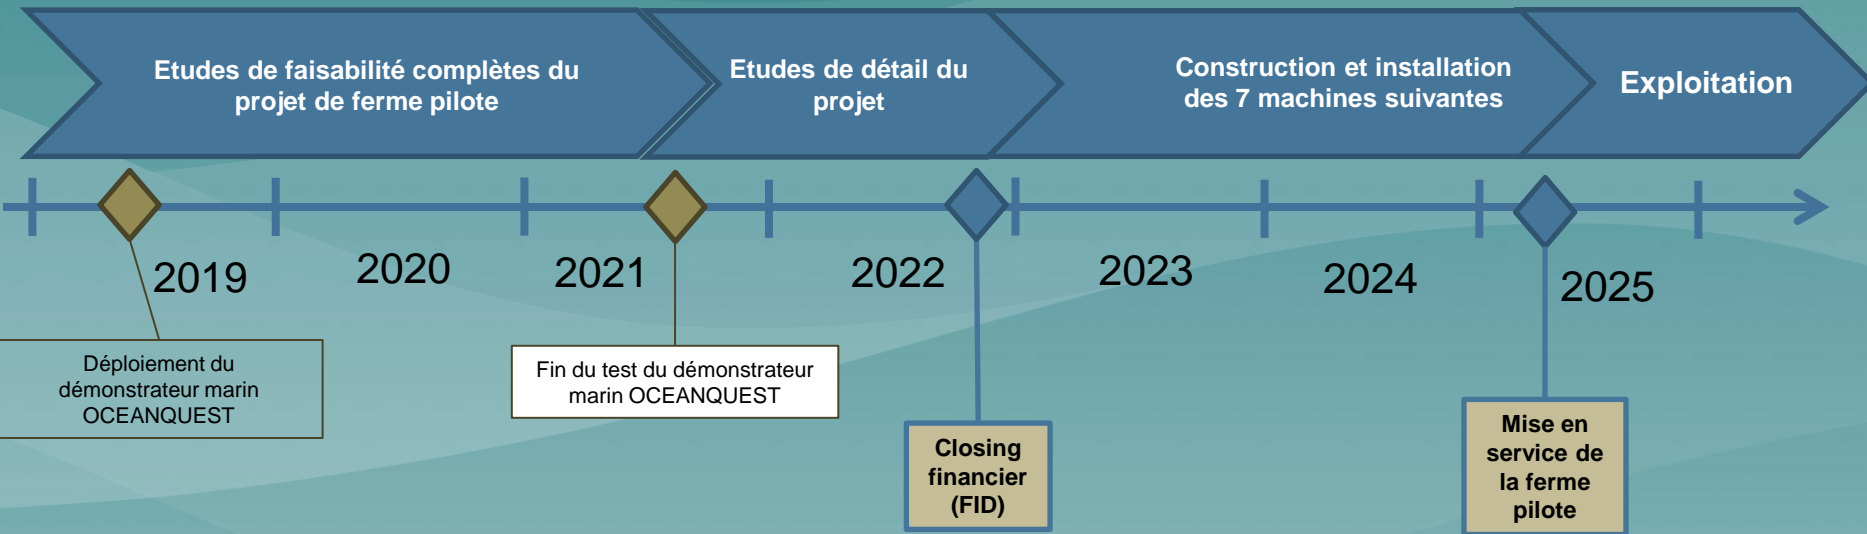 Etudes de faisabilité complètes du
projet de ferme pilote
Etudes de détail du
projet
Construction et installation
des 7 machines suivantes
Exploitation
2019
2020
2021
2022
2023
2024
2025
Déploiement du
démonstrateur marin
OCEANQUEST
Fin du test du démonstrateur
marin OCEANQUEST
Closing
financier
(FID)
Mise en
service de
la ferme
pilote